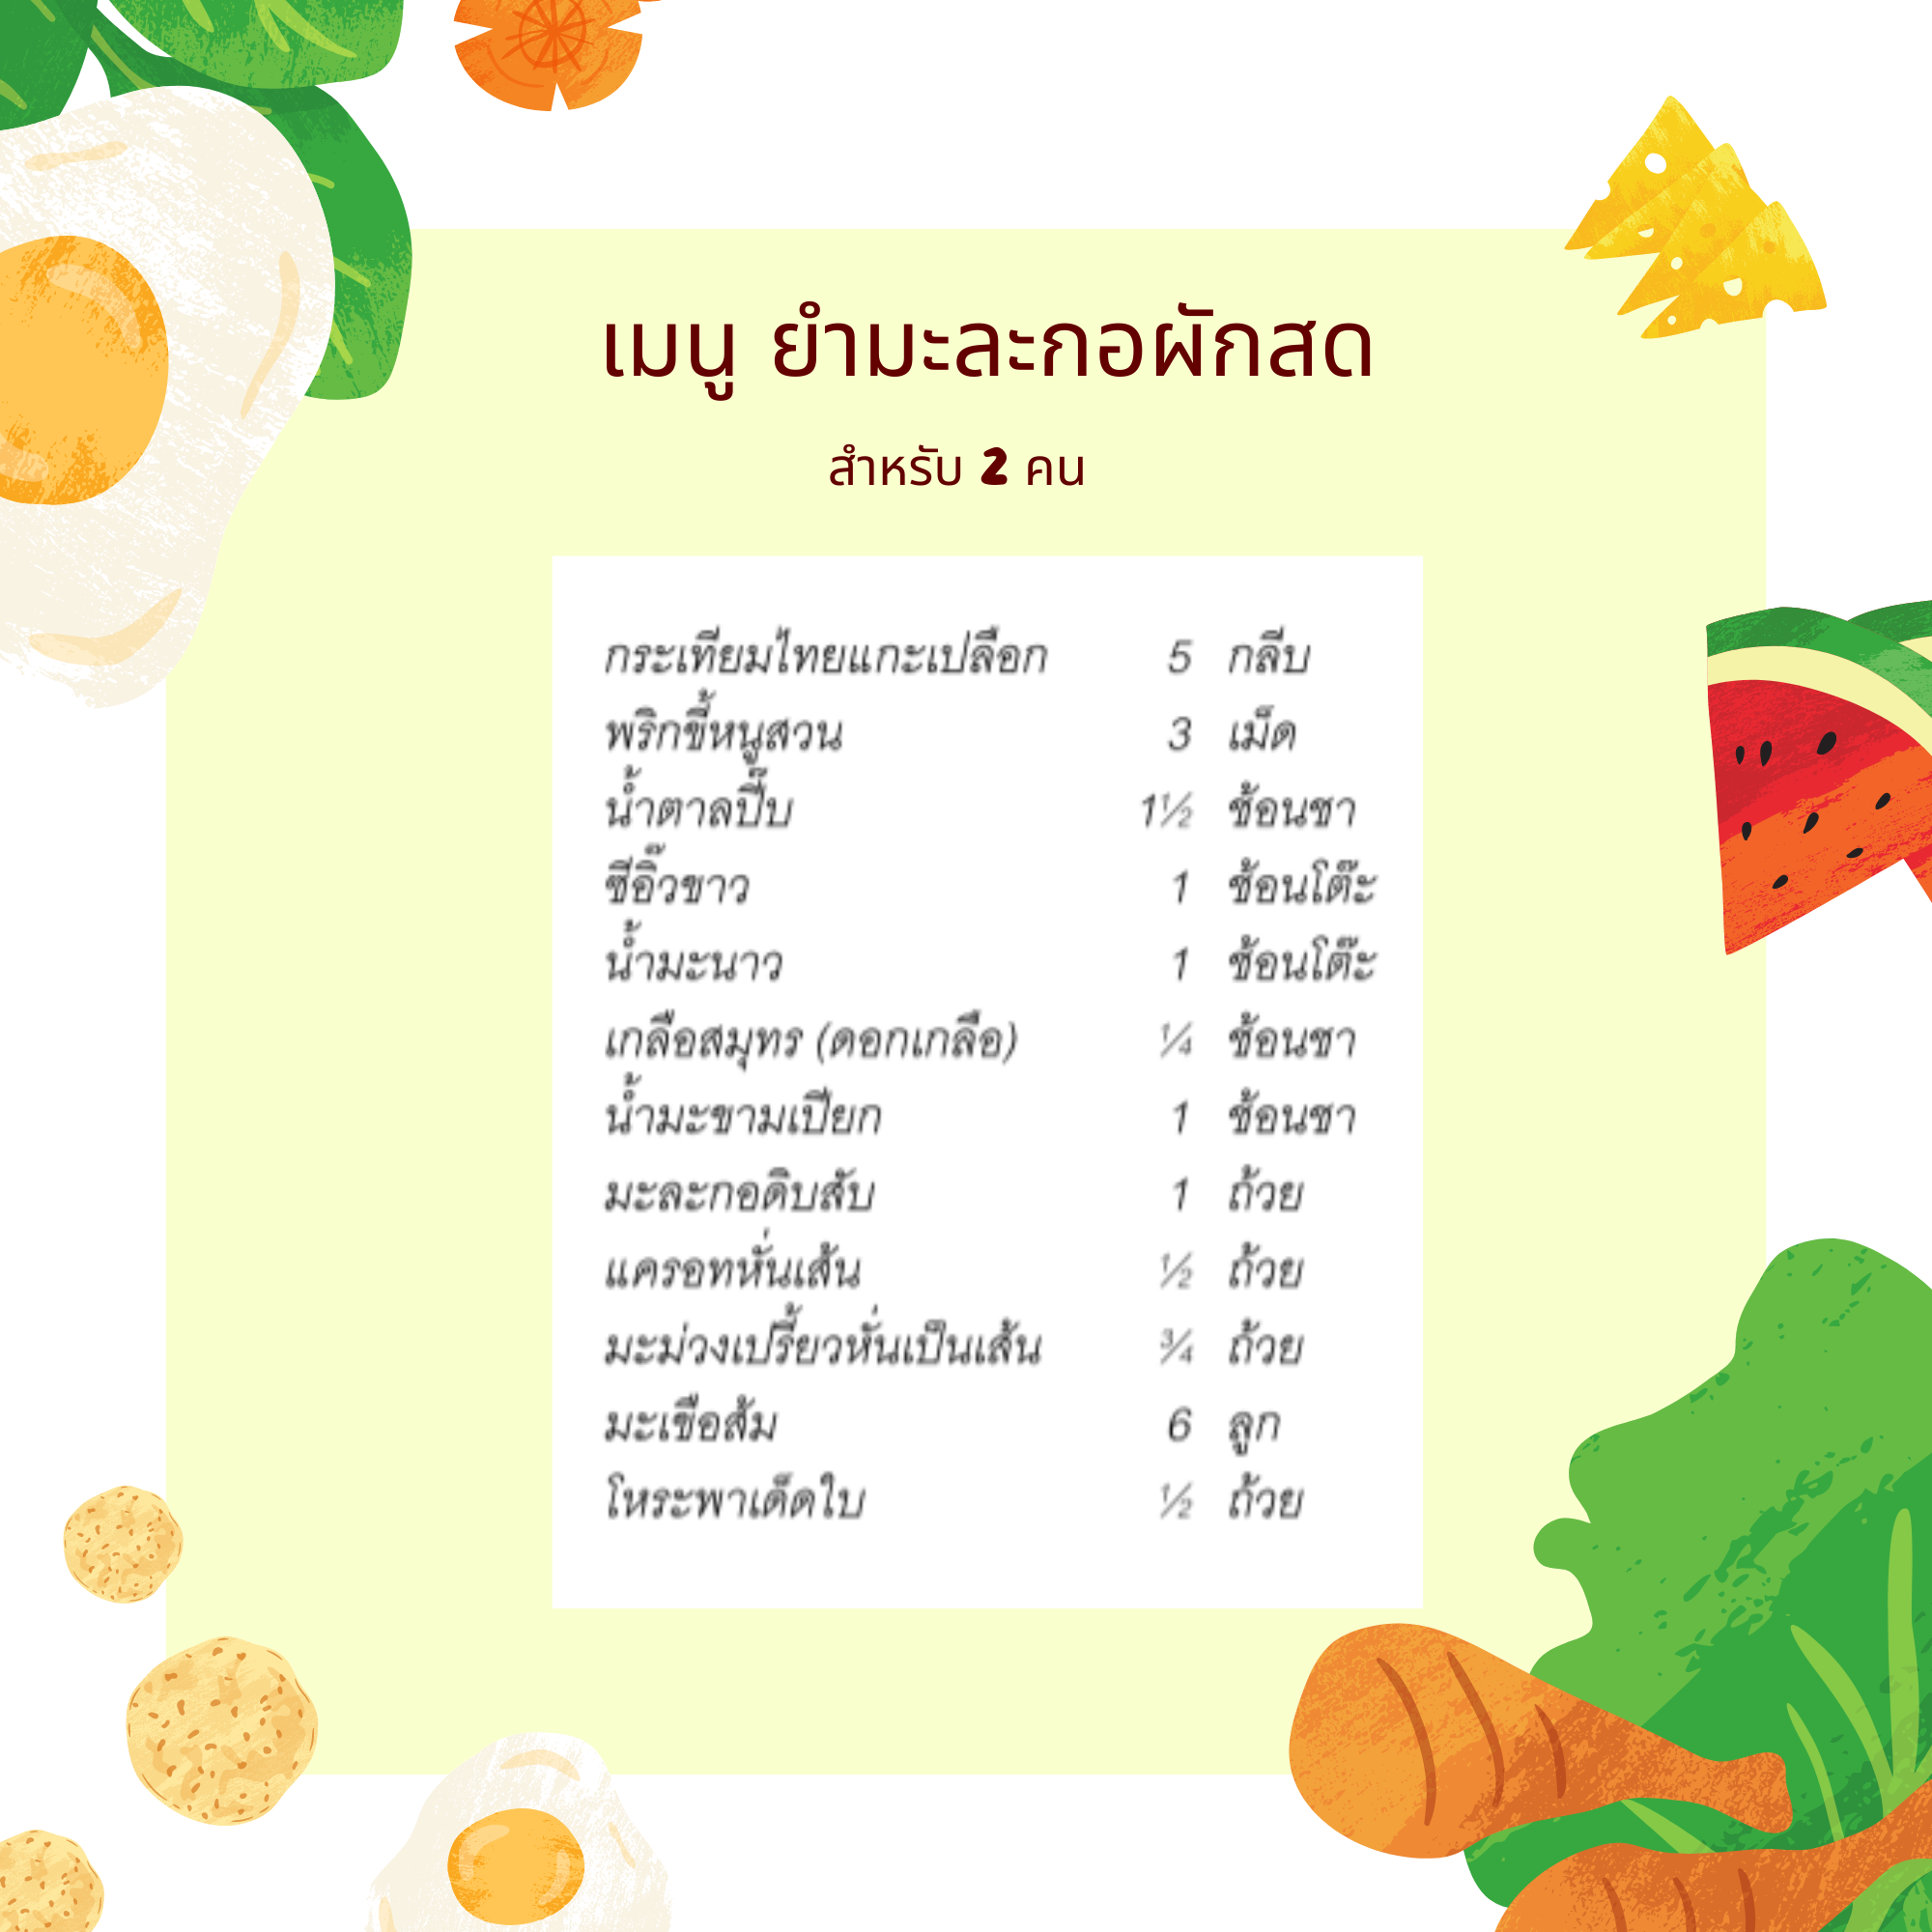 เมนู ยำมะละกอผักสด
สำหรับ 2 คน
กระเทียมไทยแกะเปลือก 5 กลีบ
พริกขี้หนูสวน 3 เม็ด
น้ำตาลปี๊บ 1½ ช้อนชา
ซีอิ๊วขาว 1 ช้อนโต๊ะ
น้ำมะนาว 1 ช้อนโต๊ะ
เกลือสมุทร (ดอกเกลือ) ¼ ช้อนชา
น้ำมะขามเปียก 1 ช้อนชา
มะละกอดิบสับ 1 ถ้วย
แครอทหั่นเส้น ½ ถ้วย
มะม่วงเปรี้ยวหั่นเป็นเส้น ¾ ถ้วย
มะเขือส้ม 6 ลูก
โหระพาเด็ดใบ ½ ถ้วย